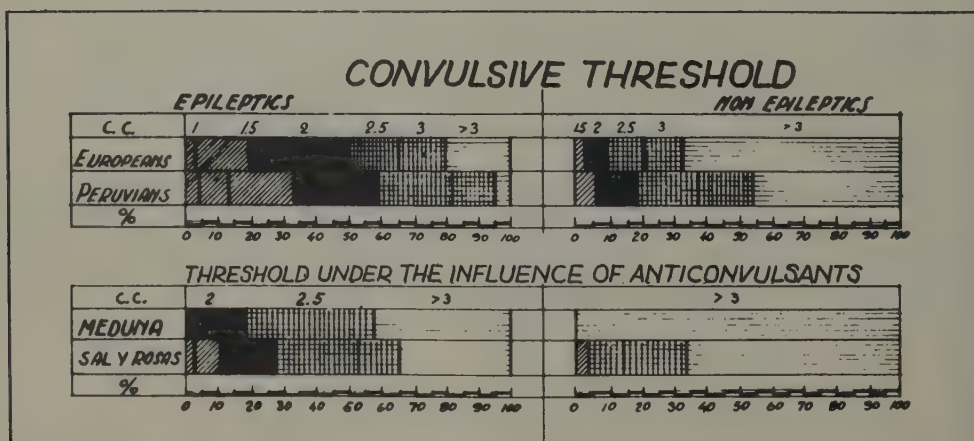 CONVULSIVE THRESHOLD
EPILEPTICS
NON EPILEPTICS
C.C. 1 1.5 2 2.5 3 >3 1.5 2 2.5 3 >3
EUROPEANS
PERUVIANS
%
0 10 20 30 40 50 60 70 80 90 100 0 10 20 30 40 50 60 70 80 90 100
THRESHOLD UNDER THE INFLUENCE OF ANTICONVULSANTS
C.C. 2 2.5 >3 >3
MEDUNA
SAL Y ROSAS
%
0 10 20 30 40 50 60 70 80 90 100 0 10 20 30 40 50 60 70 80 90 100